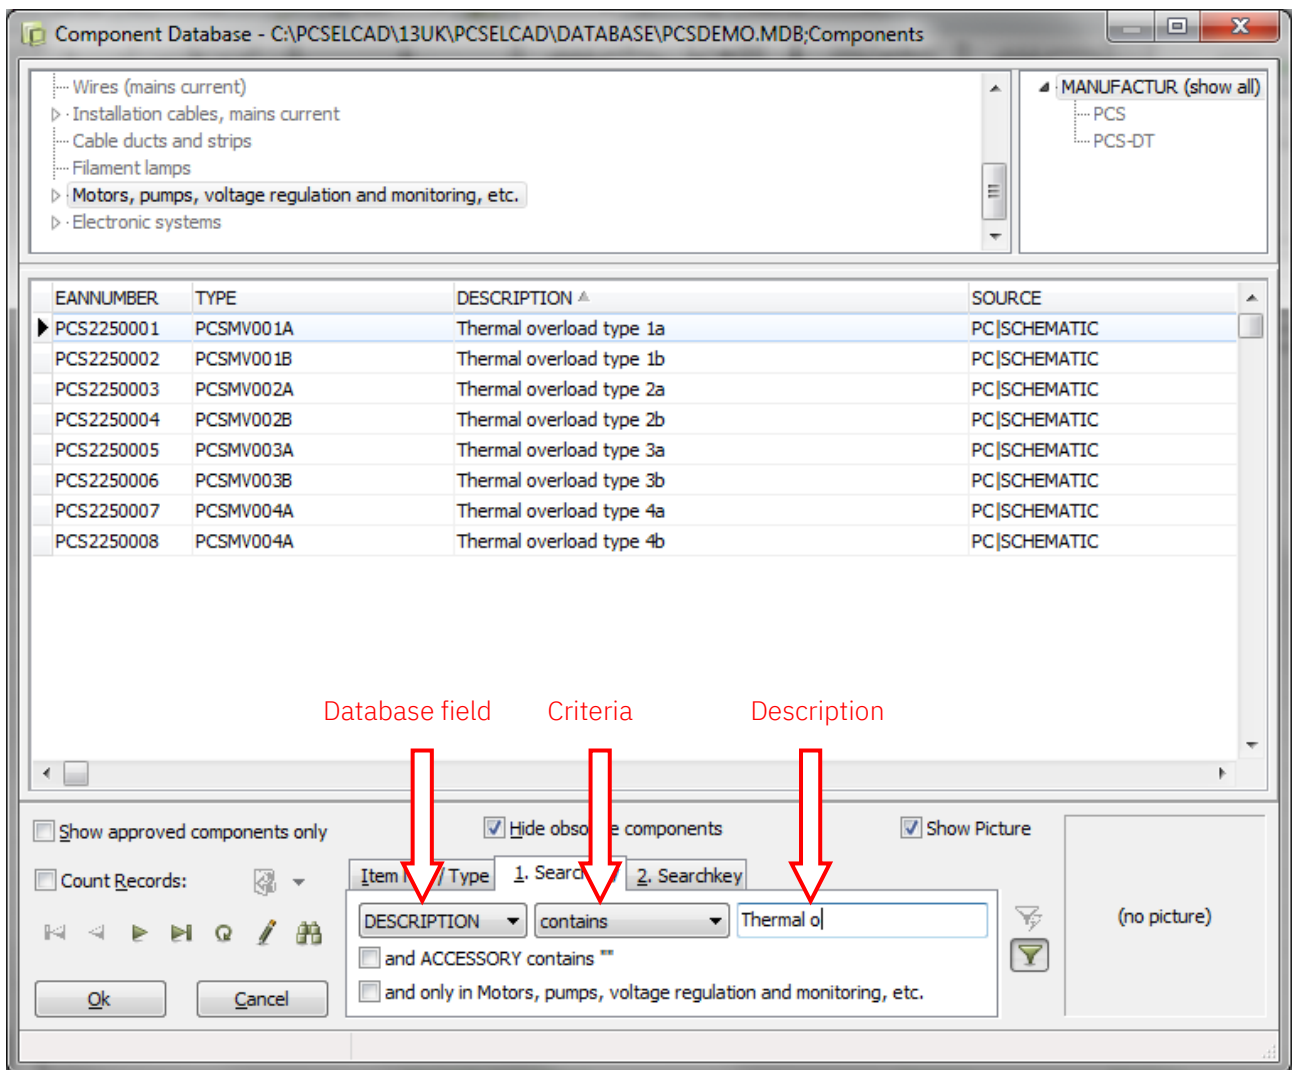 Component Database - C:\PCSELCAD\13UK\PCSELCAD\DATABASE\PCSDEMO.MDB;Components
Wires (mains current)
Installation cables, mains current
Cable ducts and strips
Filament lamps
Motors, pumps, voltage regulation and monitoring, etc.
Electronic systems
MANUFACTUR (show all)
PCS
PCS-DT
EANNUMBER TYPE DESCRIPTION SOURCE
PCS2250001 PCSMV001A Thermal overload type 1a PC|SCHEMATIC
PCS2250002 PCSMV001B Thermal overload type 1b PC|SCHEMATIC
PCS2250003 PCSMV002A Thermal overload type 2a PC|SCHEMATIC
PCS2250004 PCSMV002B Thermal overload type 2b PC|SCHEMATIC
PCS2250005 PCSMV003A Thermal overload type 3a PC|SCHEMATIC
PCS2250006 PCSMV003B Thermal overload type 3b PC|SCHEMATIC
PCS2250007 PCSMV004A Thermal overload type 4a PC|SCHEMATIC
PCS2250008 PCSMV004A Thermal overload type 4b PC|SCHEMATIC
Database field Criteria Description
Show approved components only Hide components Show Picture
Count Records: Item / Type 1. 2. Searchkey
DESCRIPTION contains Thermal o
(no picture)
and ACCESSORY contains ""
and only in Motors, pumps, voltage regulation and monitoring, etc.
Ok Cancel